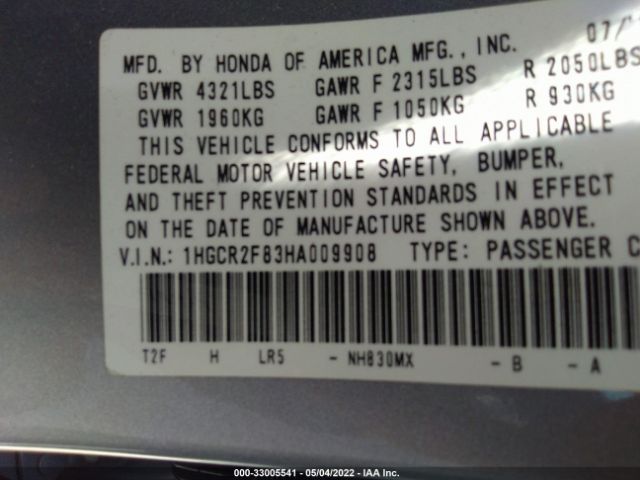 MFD. BY HONDA OF AMERICA MFG., INC. 07/
GVWR 4321LBS GAWR F 2315LBS R 2050LBS
GVWR 1960KG GAWR F 1050KG R 930KG
THIS VEHICLE CONFORMS TO ALL APPLICABLE
FEDERAL MOTOR VEHICLE SAFETY, BUMPER,
AND THEFT PREVENTION STANDARDS IN EFFECT
ON THE DATE OF MANUFACTURE SHOWN ABOVE.
V.I.N.: 1HGCR2F83HA009908 TYPE: PASSENGER C
T2F H LR5 - NH830MX - B - A
000-33005541 - 05/04/2022 - IAA Inc.